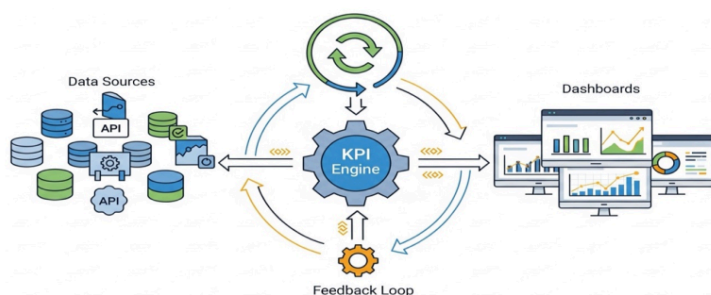 Data Sources
API
API
KPI
Engine
Dashboards
Feedback Loop